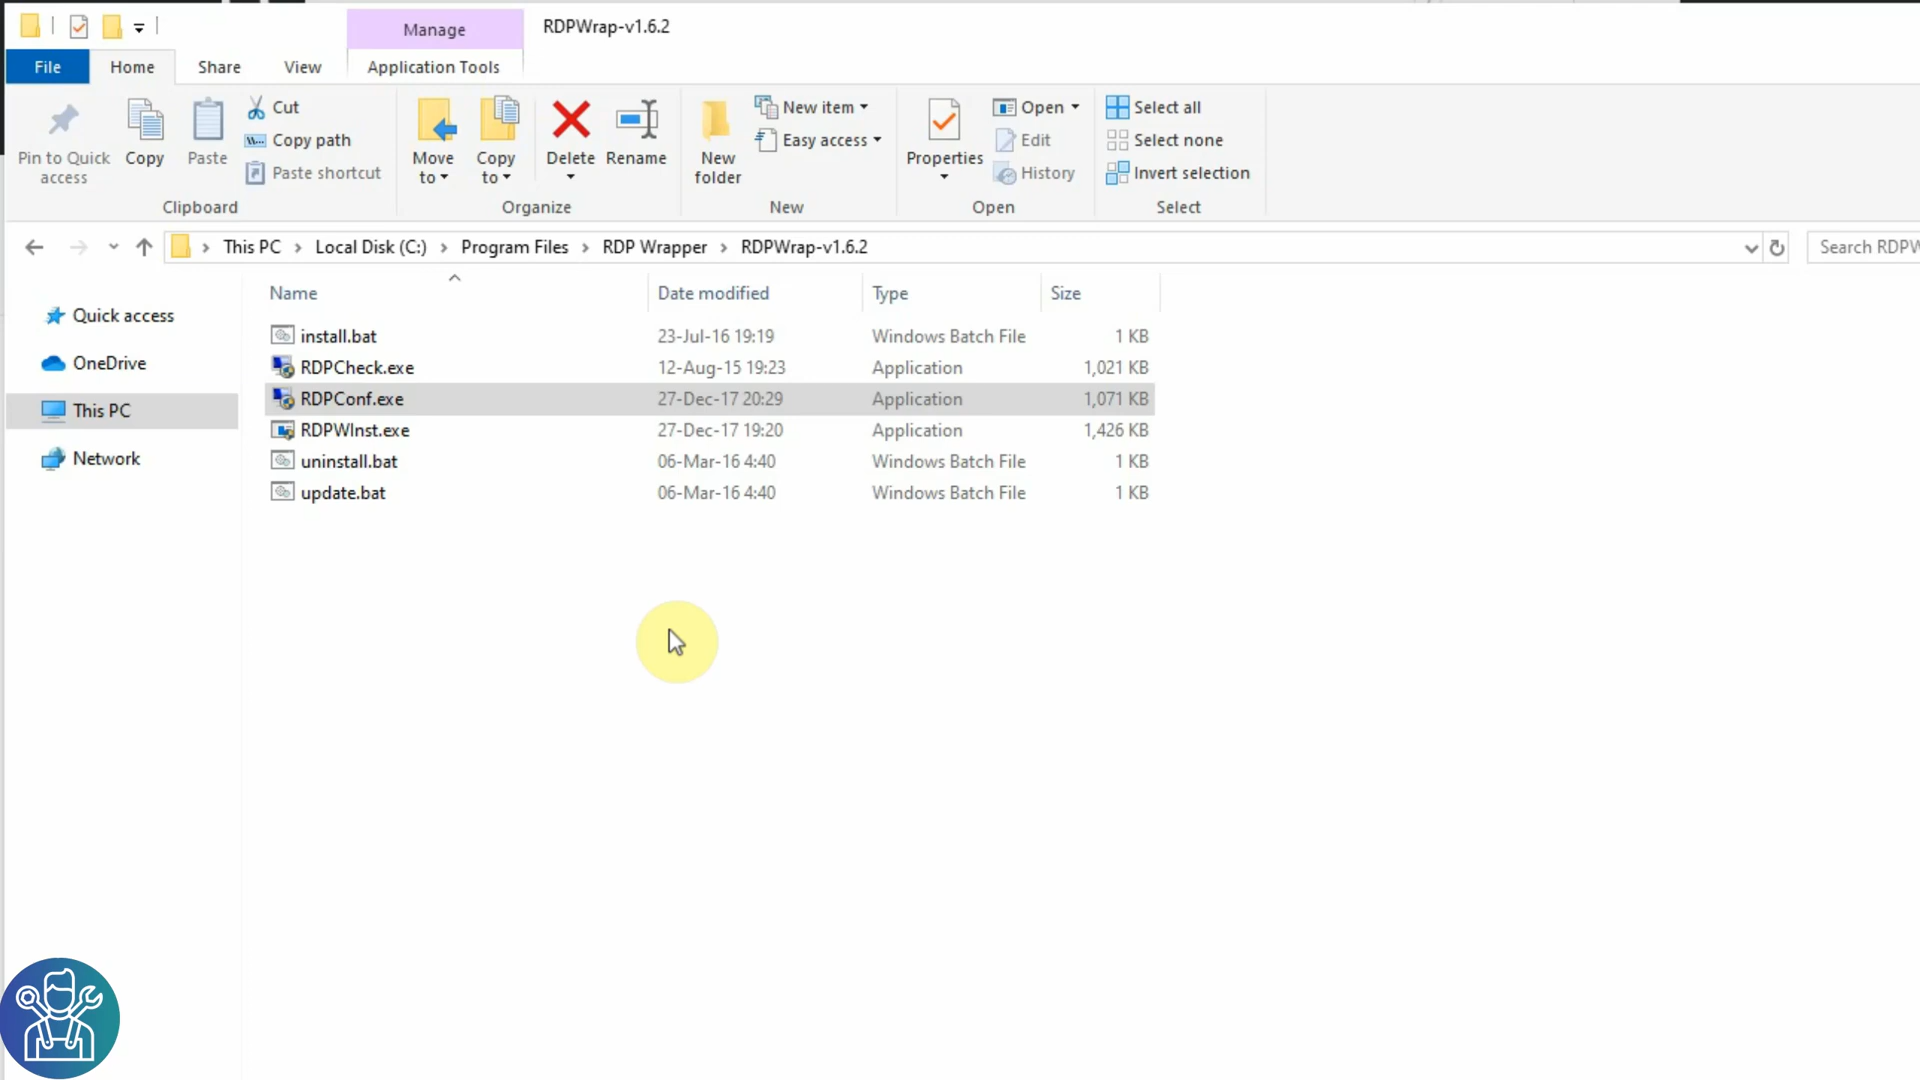 Manage
RDPWrap-v1.6.2
File
Home
Share
View
Application Tools
Pin to Quick access
Copy
Paste
Cut
Copy path
Paste shortcut
Clipboard
Move to
Copy to
Delete
Rename
Organize
New folder
New item
Easy access
New
Properties
Open
Edit
History
Open
Select all
Select none
Invert selection
Select
This PC
Local Disk (C:)
Program Files
RDP Wrapper
RDPWrap-v1.6.2
Search RDPW
Quick access
OneDrive
This PC
Network
Name Date modified Type Size
install.bat 23-Jul-16 19:19 Windows Batch File 1 KB
RDPCheck.exe 12-Aug-15 19:23 Application 1,021 KB
RDPConf.exe 27-Dec-17 20:29 Application 1,071 KB
RDPWInst.exe 27-Dec-17 19:20 Application 1,426 KB
uninstall.bat 06-Mar-16 4:40 Windows Batch File 1 KB
update.bat 06-Mar-16 4:40 Windows Batch File 1 KB